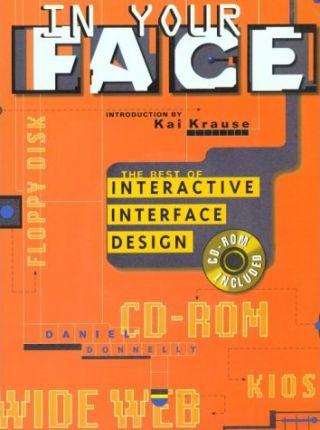 IN YOUR
FACE
INTRODUCTION BY
Kai Krause
FLOPPY DISK
THE BEST OF
INTERACTIVE
INTERFACE
DESIGN
CD-ROM
INCLUDED
CD-ROM
DANIEL
DONNELLY
KIOS
WIDE WEB